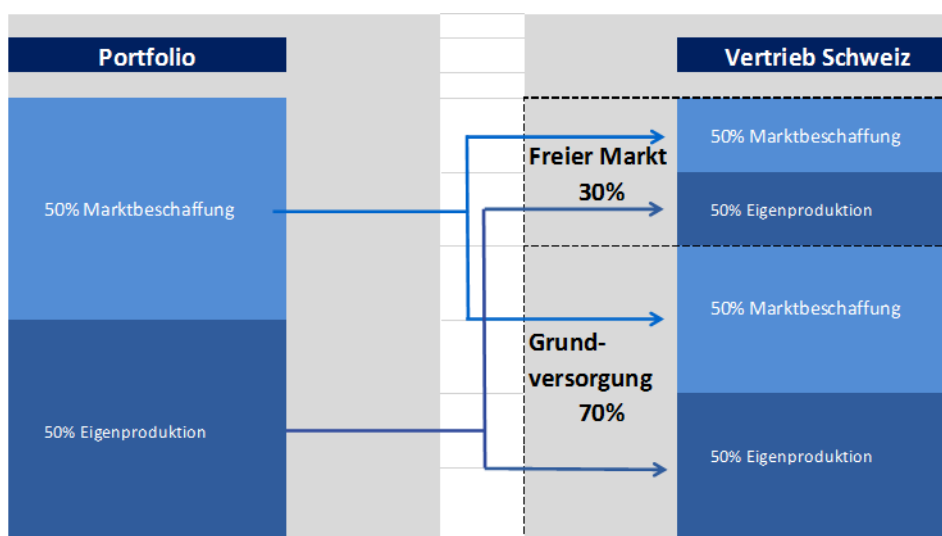 Portfolio
Vertrieb Schweiz
50% Marktbeschaffung
50% Eigenproduktion
Freier Markt
30%
Grund-
versorgung
70%
50% Marktbeschaffung
50% Eigenproduktion
50% Marktbeschaffung
50% Eigenproduktion